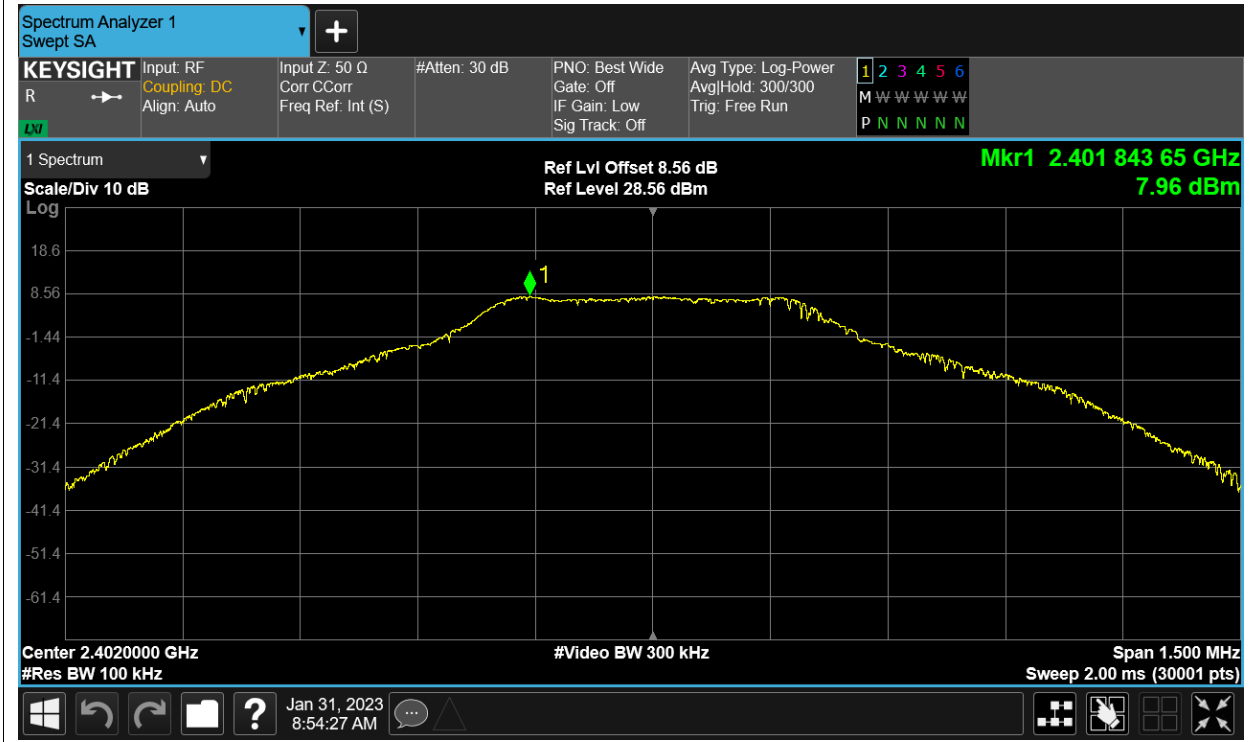 Spectrum Analyzer 1
Swept SA
+
KEYSIGHT
R
LXI
Input: RF
Coupling: DC
Align: Auto
Input Z: 50 Ω
Corr CCorr
Freq Ref: Int (S)
#Atten: 30 dB
PNO: Best Wide
Gate: Off
IF Gain: Low
Sig Track: Off
Avg Type: Log-Power
Avg|Hold: 300/300
Trig: Free Run
1 2 3 4 5 6
M W W W W W
P N N N N N
1 Spectrum
Scale/Div 10 dB
Log
Ref Lvl Offset 8.56 dB
Ref Level 28.56 dBm
Mkr1 2.401 843 65 GHz
7.96 dBm
18.6
8.56
-1.44
-11.4
-21.4
-31.4
-41.4
-51.4
-61.4
1
Center 2.4020000 GHz
#Res BW 100 kHz
#Video BW 300 kHz
Span 1.500 MHz
Sweep 2.00 ms (30001 pts)
?
Jan 31, 2023
8:54:27 AM